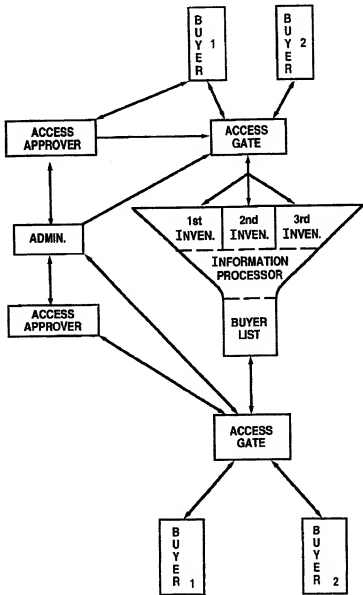 BUYER 1
BUYER 2
ACCESS
APPROVER
ACCESS
GATE
1st
INVEN.
2nd
INVEN.
3rd
INVEN.
ADMIN.
INFORMATION
PROCESSOR
ACCESS
APPROVER
BUYER
LIST
ACCESS
GATE
BUYER 1
BUYER 2